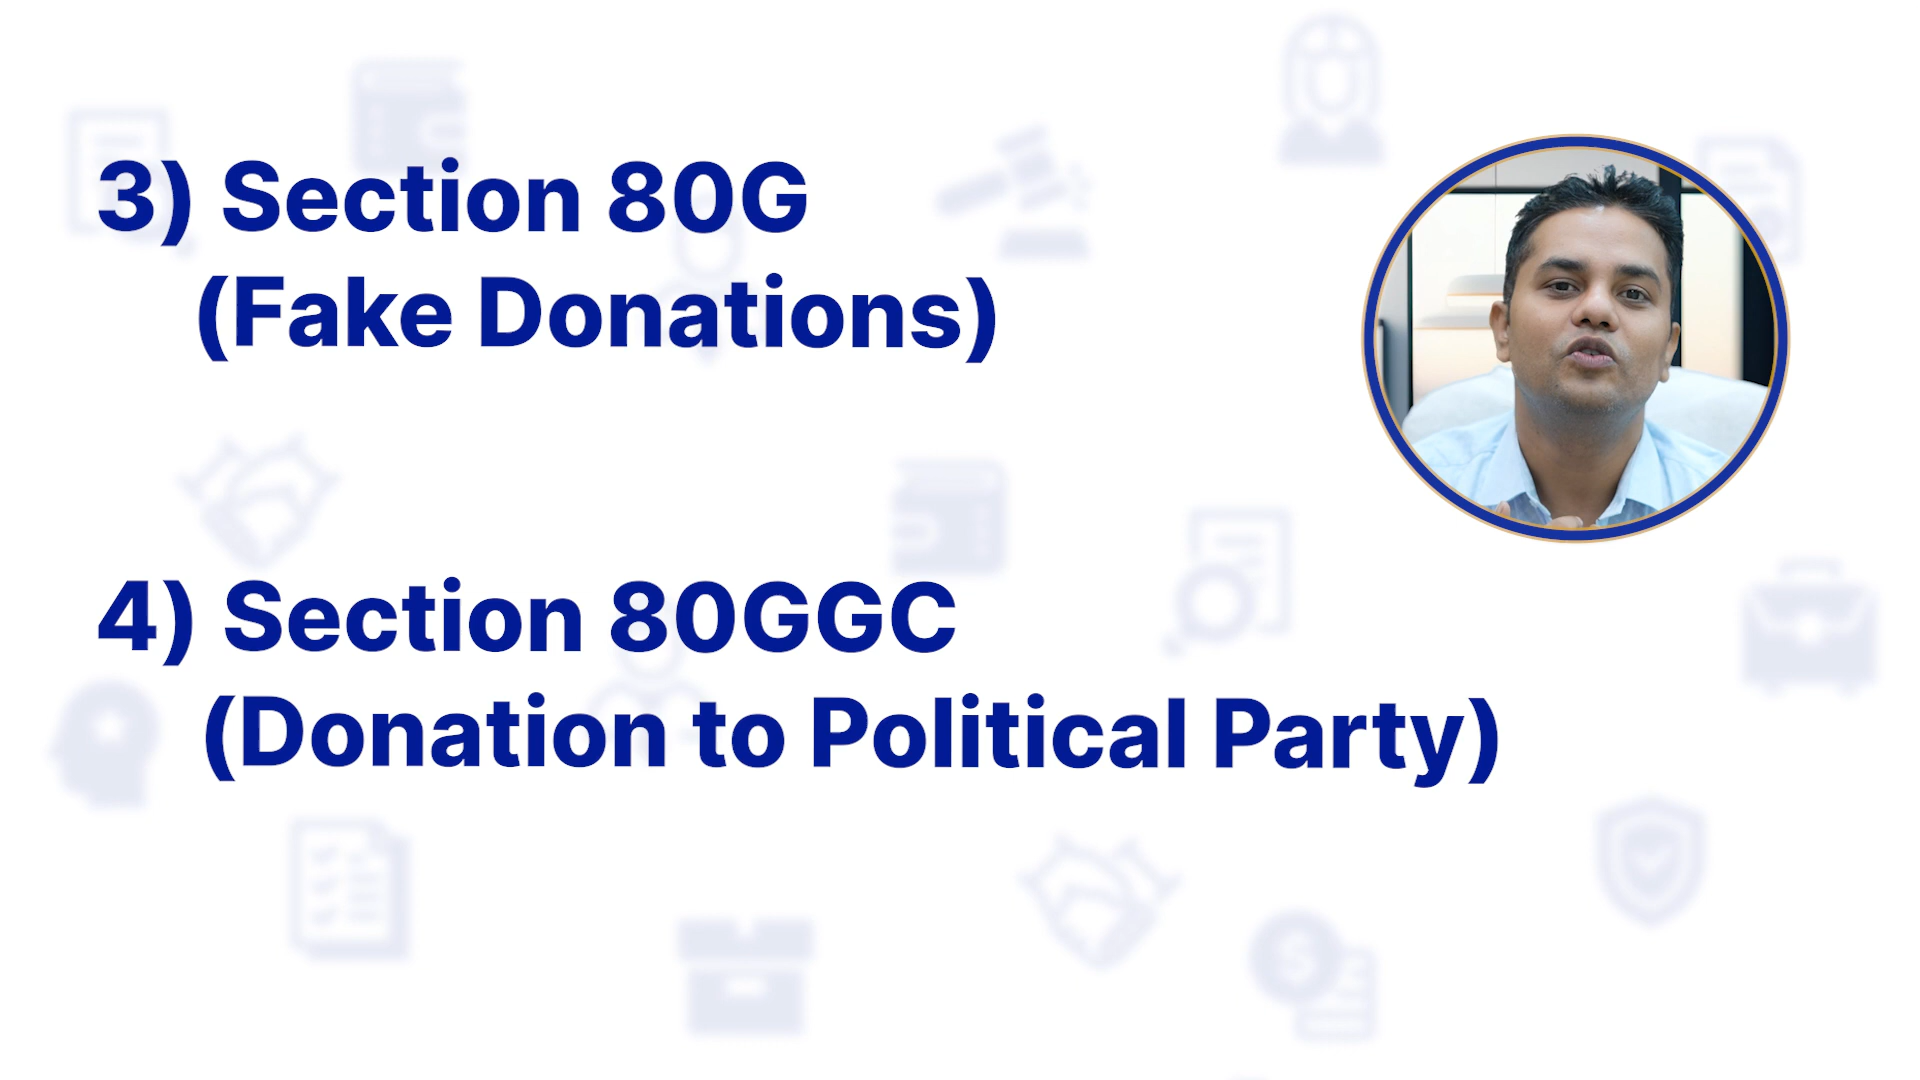 3) Section 80G
(Fake Donations)
4) Section 80GGC
(Donation to Political Party)